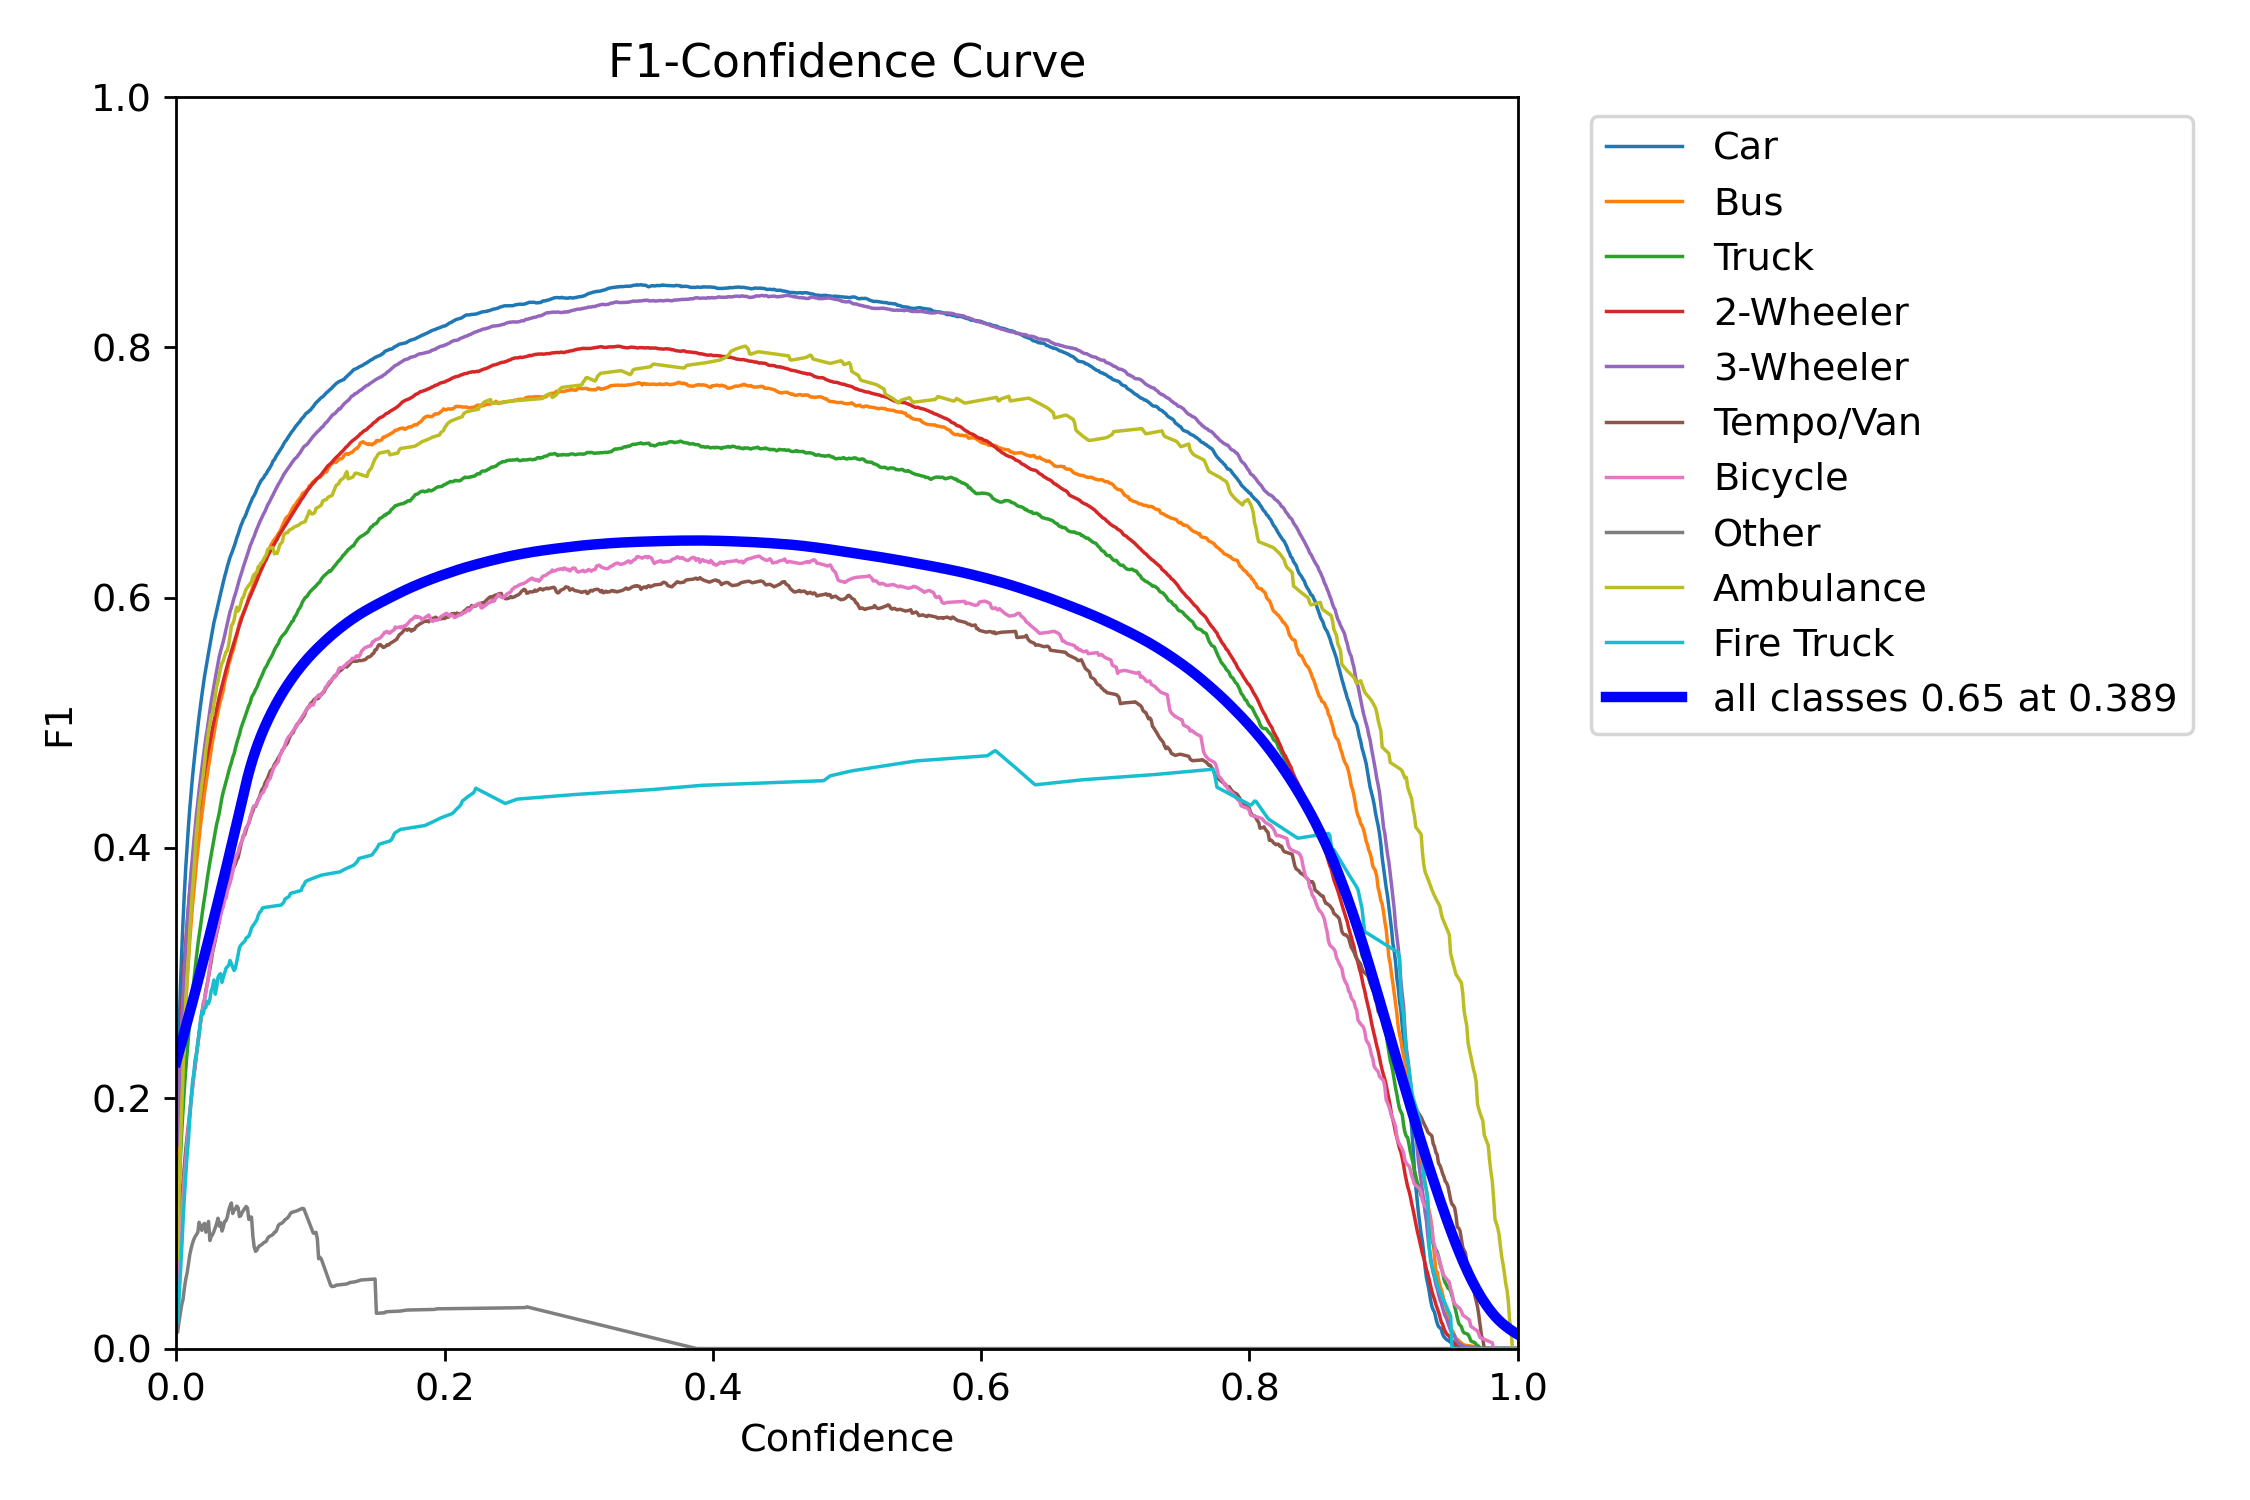 F1-Confidence Curve
1.0
0.8
0.6
0.4
0.2
0.0
F1
0.0 0.2 0.4 0.6 0.8 1.0
Confidence
Car
Bus
Truck
2-Wheeler
3-Wheeler
Tempo/Van
Bicycle
Other
Ambulance
Fire Truck
all classes 0.65 at 0.389